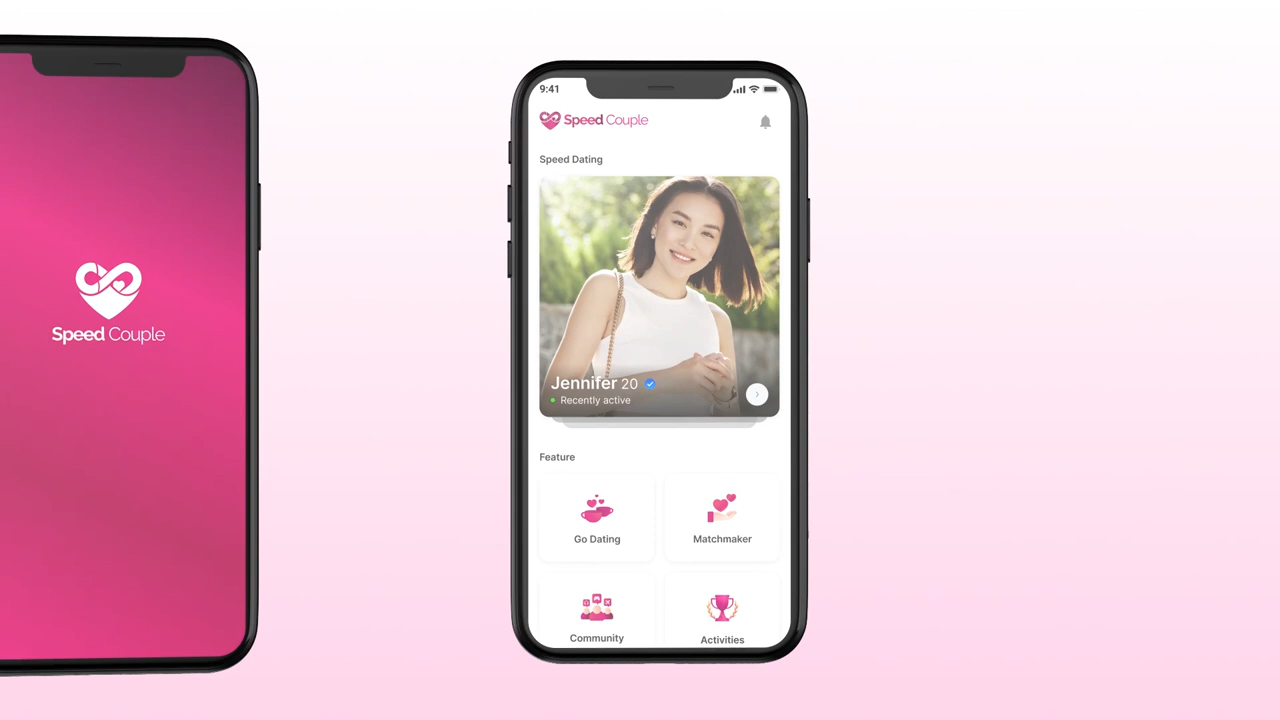 Speed Couple
9:41
Speed Couple
Speed Dating
Jennifer 20
Recently active
Feature
Go Dating
Matchmaker
Community
Activities